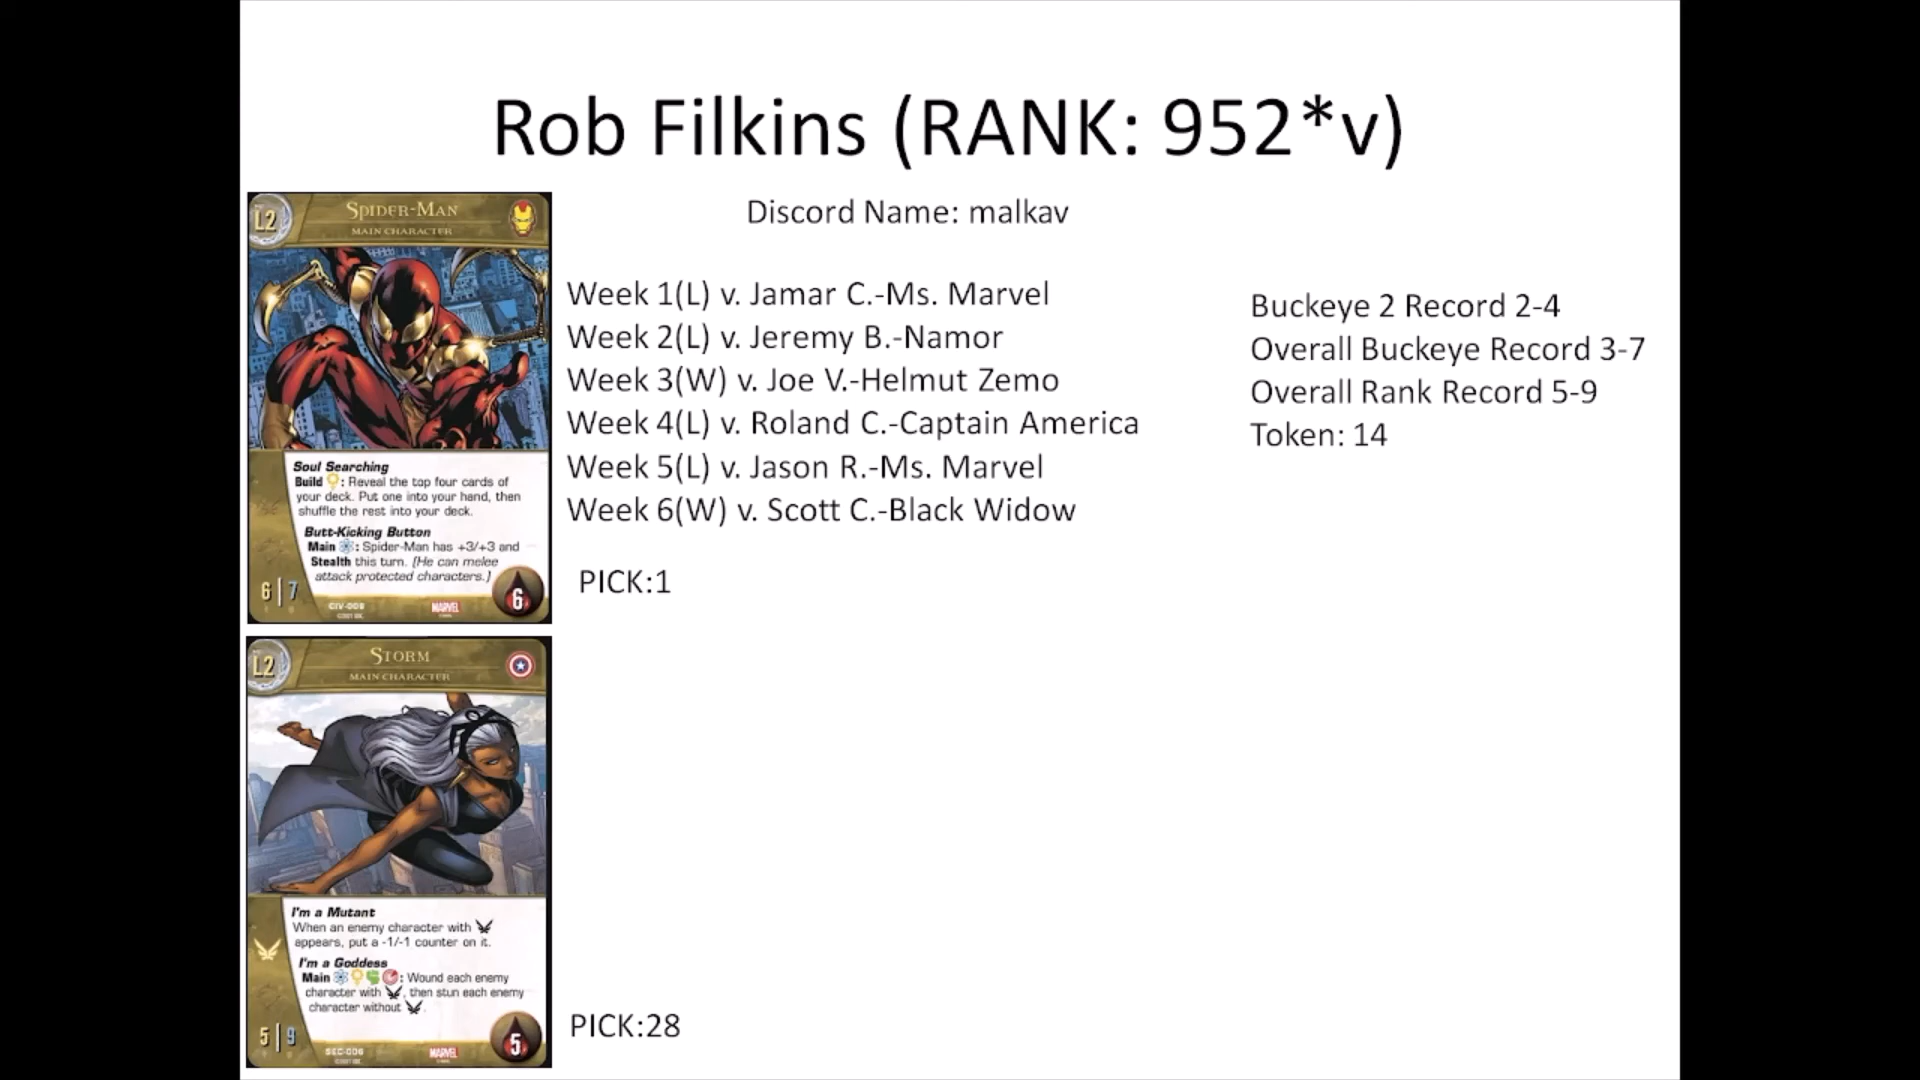 Rob Filkins (RANK: 952*v)
L2
SPIDER-MAN
MAIN CHARACTER
Soul Searching
Build : Reveal the top four cards of
your deck. Put one into your hand, then
shuffle the rest into your deck.
Butt-Kicking Button
Main : Spider-Man has +3/+3 and
Stealth this turn. (He can melee
attack protected characters.)
6 | 7
MARVEL
6
Discord Name: malkav
Week 1(L) v. Jamar C.-Ms. Marvel
Week 2(L) v. Jeremy B.-Namor
Week 3(W) v. Joe V.-Helmut Zemo
Week 4(L) v. Roland C.-Captain America
Week 5(L) v. Jason R.-Ms. Marvel
Week 6(W) v. Scott C.-Black Widow
PICK:1
Buckeye 2 Record 2-4
Overall Buckeye Record 3-7
Overall Rank Record 5-9
Token: 14
L2
STORM
MAIN CHARACTER
I'm a Mutant
When an enemy character with
appears, put a -1/-1 counter on it.
I'm a Goddess
Main : Wound each enemy
character with , then stun each enemy
character without .
5 | 9
MARVEL
5
PICK:28